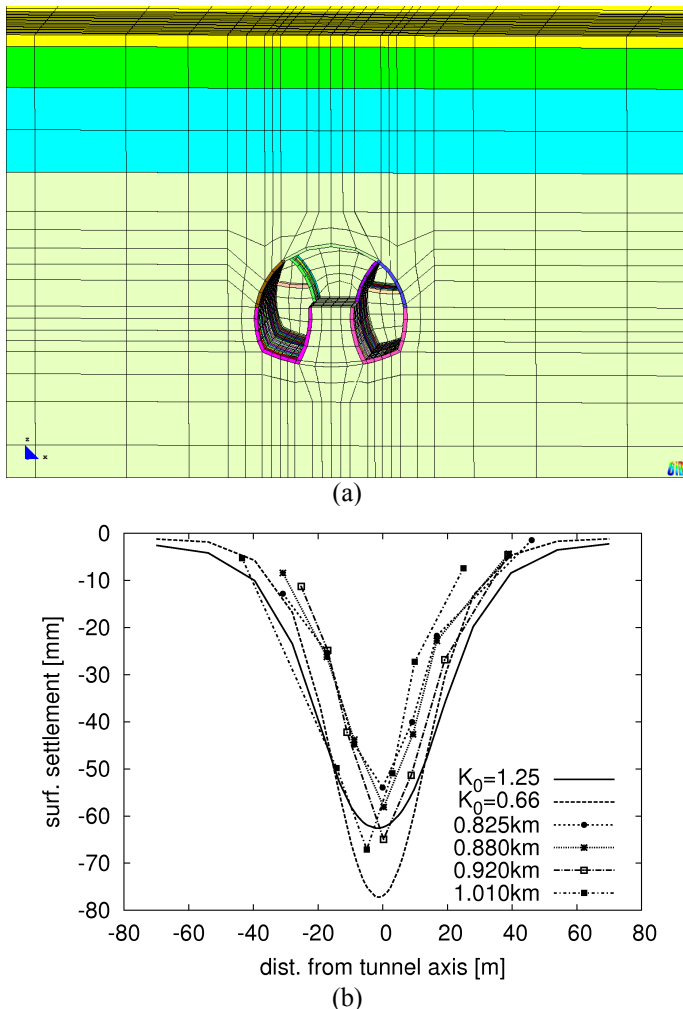 x
x
(a)
0
-10
-20
-30
-40
-50
-60
-70
-80
-80
-60
-40
-20
0
20
40
60
80
surf. settlement [mm]
dist. from tunnel axis [m]
K₀=1.25
K₀=0.66
0.825km
0.880km
0.920km
1.010km
(b)